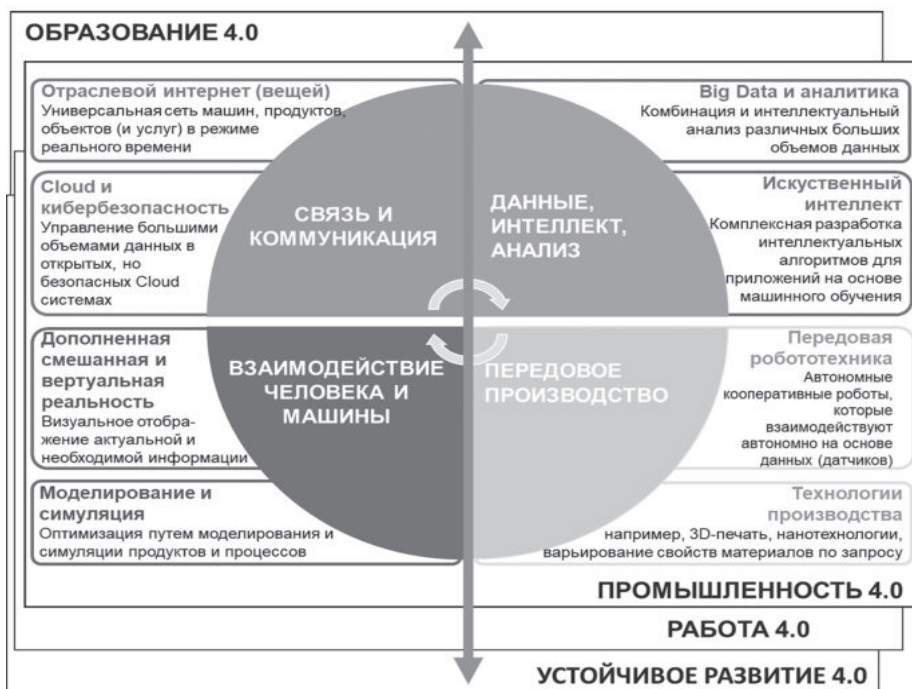 ОБРАЗОВАНИЕ 4.0
Отраслевой интернет (вещей)
Универсальная сеть машин, продуктов,
объектов (и услуг) в режиме
реального времени
Big Data и аналитика
Комбинация и интеллектуальный
анализ различных больших
объемов данных
Cloud и
кибербезопасность
Управление большими
объемами данных в
открытых, но
безопасных Cloud
системах
СВЯЗЬ И
КОММУНИКАЦИЯ
ДАННЫЕ,
ИНТЕЛЛЕКТ,
АНАЛИЗ
Искуственный
интеллект
Комплексная разработка
интеллектуальных
алгоритмов для
приложений на основе
машинного обучения
Дополненная
смешанная и
вертуальная
реальность
Визуальное отобра-
жение актуальной и
необходимой информации
ВЗАИМОДЕЙСТВИЕ
ЧЕЛОВЕКА И
МАШИНЫ
ПЕРЕДОВОЕ
ПРОИЗВОДСТВО
Передовая
робототехника
Автономные
кооперативные роботы,
которые
взаимодействуют
автономно на основе
данных (датчиков)
Моделирование и
симуляция
Оптимизация путем моделирования и
симуляции продуктов и процессов
Технологии
производства
например, 3D-печать, нанотехнологии,
варьирование свойств материалов по запросу
ПРОМЫШЛЕННОСТЬ 4.0
РАБОТА 4.0
УСТОЙЧИВОЕ РАЗВИТИЕ 4.0